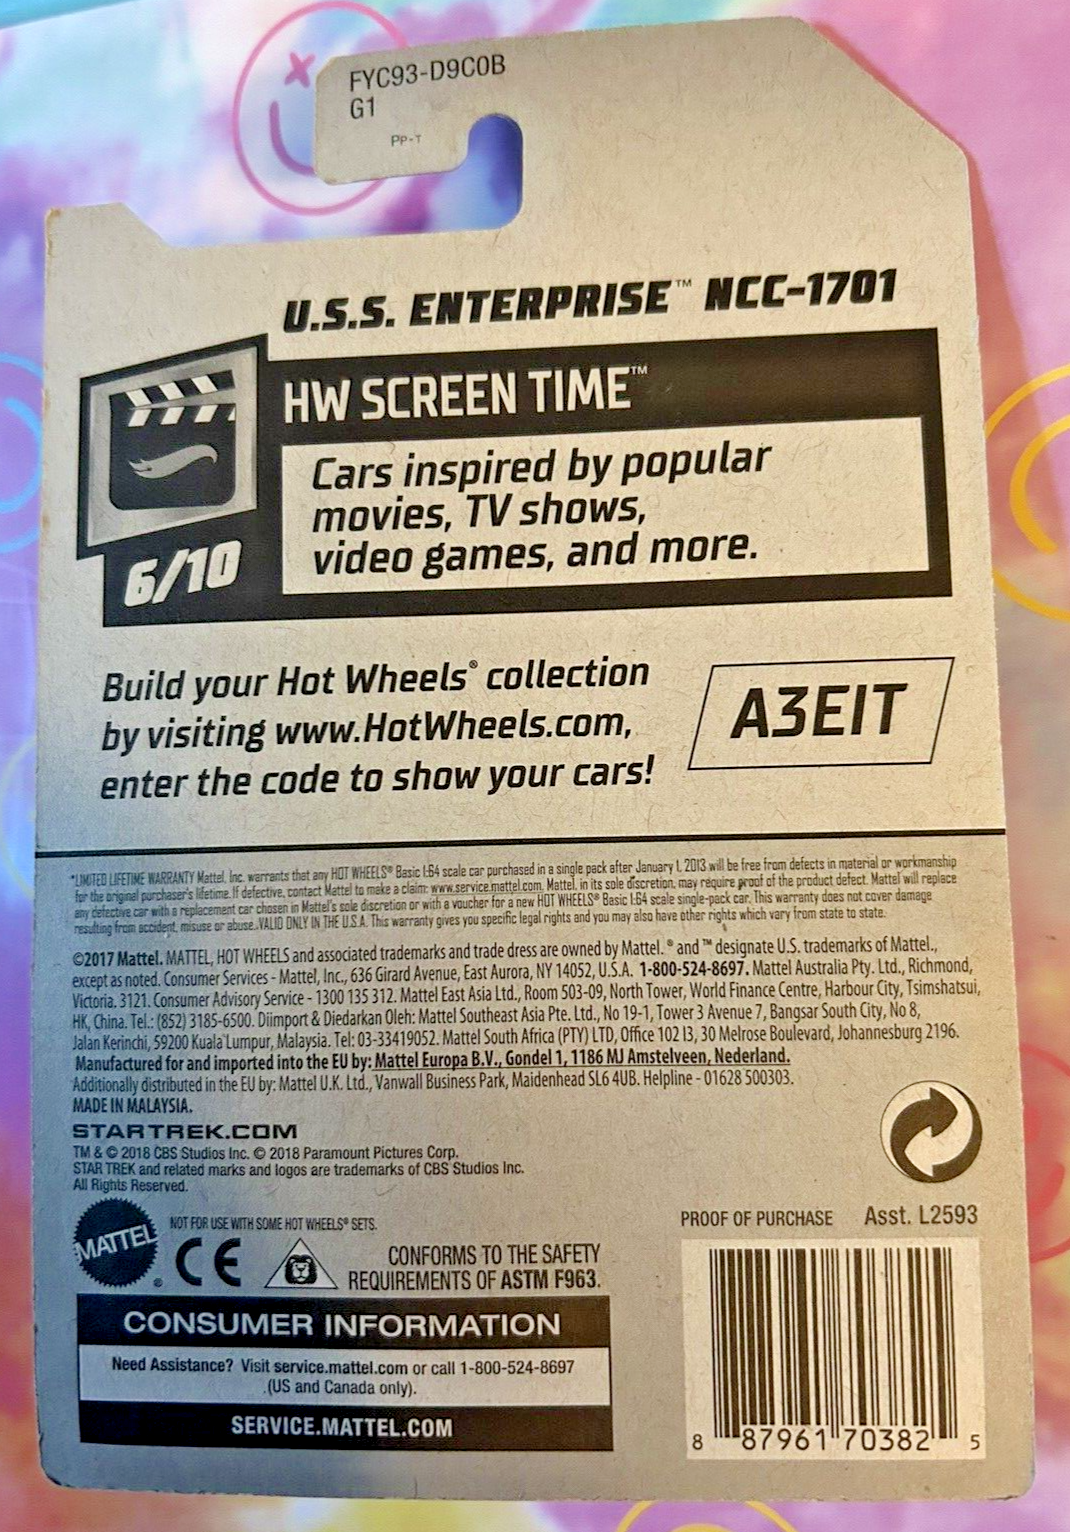 FYC93-D9C0B
G1
PP-T
U.S.S. ENTERPRISE™ NCC-1701
HW SCREEN TIME™
Cars inspired by popular
movies, TV shows,
video games, and more.
6/10
Build your Hot Wheels® collection
by visiting www.HotWheels.com,
enter the code to show your cars!
A3EIT
*LIMITED LIFETIME WARRANTY Mattel, Inc. warrants that any HOT WHEELS® Basic 1:64 scale car purchased in a single pack after January 1, 2013 will be free from defects in material or workmanship
for the original purchaser's lifetime. If defective, contact Mattel to make a claim: www.service.mattel.com. Mattel, in its sole discretion, may require proof of the product defect. Mattel will replace
any defective car with a replacement car chosen in Mattel's sole discretion or with a voucher for a new HOT WHEELS® Basic 1:64 scale single-pack car. This warranty does not cover damage
resulting from accident, misuse or abuse. VALID ONLY IN THE U.S.A. This warranty gives you specific legal rights and you may also have other rights which vary from state to state.
©2017 Mattel. MATTEL, HOT WHEELS and associated trademarks and trade dress are owned by Mattel. ® and ™ designate U.S. trademarks of Mattel.,
except as noted. Consumer Services - Mattel, Inc., 636 Girard Avenue, East Aurora, NY 14052, U.S.A. 1-800-524-8697. Mattel Australia Pty. Ltd., Richmond,
Victoria. 3121. Consumer Advisory Service - 1300 135 312. Mattel East Asia Ltd., Room 503-09, North Tower, World Finance Centre, Harbour City, Tsimshatsui,
HK, China. Tel.: (852) 3185-6500. Diimport & Diedarkan Oleh: Mattel Southeast Asia Pte. Ltd., No 19-1, Tower 3 Avenue 7, Bangsar South City, No 8,
Jalan Kerinchi, 59200 Kuala Lumpur, Malaysia. Tel: 03-33419052. Mattel South Africa (PTY) LTD, Office 102 I3, 30 Melrose Boulevard, Johannesburg 2196.
Manufactured for and imported into the EU by: Mattel Europa B.V., Gondel 1, 1186 MJ Amstelveen, Nederland.
Additionally distributed in the EU by: Mattel U.K. Ltd., Vanwall Business Park, Maidenhead SL6 4UB. Helpline - 01628 500303.
MADE IN MALAYSIA.
STARTREK.COM
TM & © 2018 CBS Studios Inc. © 2018 Paramount Pictures Corp.
STAR TREK and related marks and logos are trademarks of CBS Studios Inc.
All Rights Reserved.
MATTEL®
NOT FOR USE WITH SOME HOT WHEELS® SETS.
CE
CONFORMS TO THE SAFETY
REQUIREMENTS OF ASTM F963.
PROOF OF PURCHASE Asst. L2593
CONSUMER INFORMATION
Need Assistance? Visit service.mattel.com or call 1-800-524-8697
(US and Canada only).
SERVICE.MATTEL.COM
8 87961 70382 5